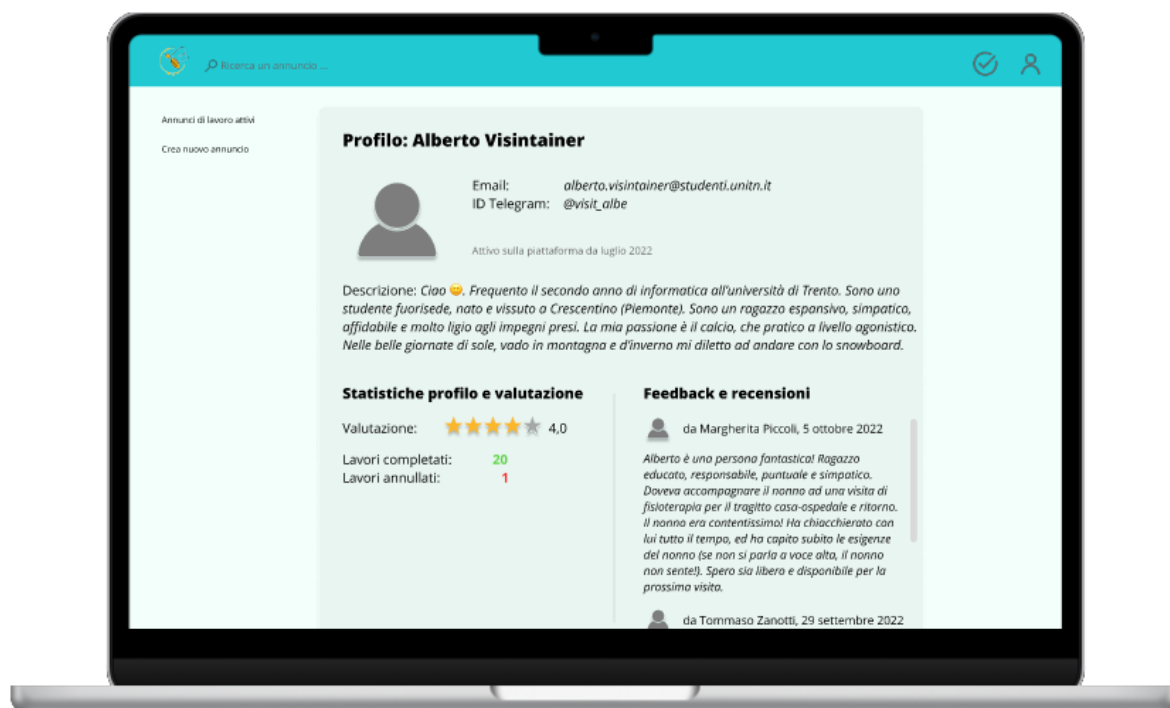 Ricerca un annuncio ...
Annunci di lavoro attivi
Crea nuovo annuncio
Profilo: Alberto Visintainer
Email: alberto.visintainer@studenti.unitn.it
ID Telegram: @visit_albe
Attivo sulla piattaforma da luglio 2022
Descrizione: Ciao 😄. Frequento il secondo anno di informatica all'università di Trento. Sono uno
studente fuorisede, nato e vissuto a Crescentino (Piemonte). Sono un ragazzo espansivo, simpatico,
affidabile e molto ligio agli impegni presi. La mia passione è il calcio, che pratico a livello agonistico.
Nelle belle giornate di sole, vado in montagna e d'inverno mi diletto ad andare con lo snowboard.
Statistiche profilo e valutazione
Valutazione: 4,0
Lavori completati: 20
Lavori annullati: 1
Feedback e recensioni
da Margherita Piccoli, 5 ottobre 2022
Alberto è una persona fantastica! Ragazzo
educato, responsabile, puntuale e simpatico.
Doveva accompagnare il nonno ad una visita di
fisioterapia per il tragitto casa-ospedale e ritorno.
Il nonno era contentissimo! Ha chiacchierato con
lui tutto il tempo, ed ha capito subito le esigenze
del nonno (se non si parla a voce alta, il nonno
non sente!). Spero sia libero e disponibile per la
prossima visita.
da Tommaso Zanotti, 29 settembre 2022